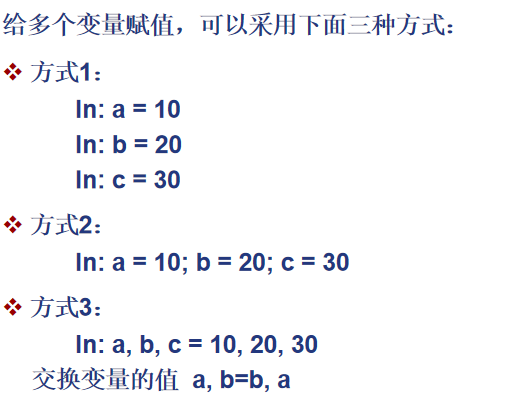 给多个变量赋值，可以采用下面三种方式：
❖ 方式1：
In: a = 10
In: b = 20
In: c = 30
❖ 方式2：
In: a = 10; b = 20; c = 30
❖ 方式3：
In: a, b, c = 10, 20, 30
交换变量的值 a, b=b, a